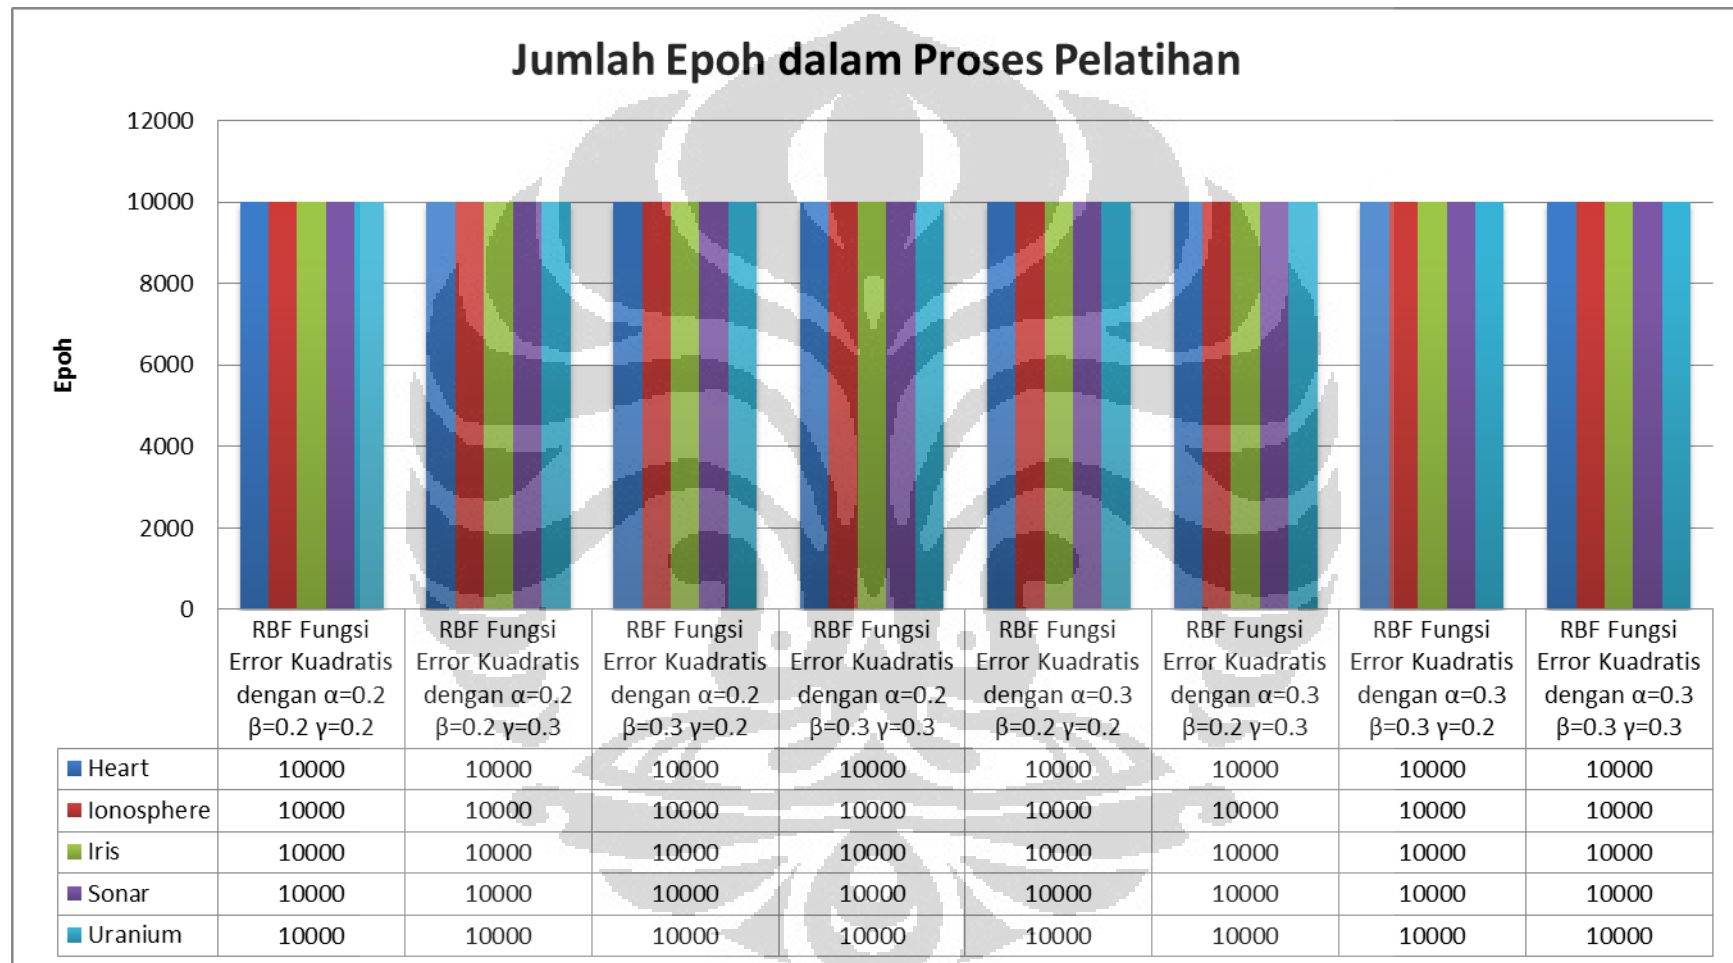 Jumlah Epoh dalam Proses Pelatihan
12000
10000
8000
6000
4000
2000
0
Epoh
RBF Fungsi Error Kuadratis dengan α=0.2 β=0.2 γ=0.2
RBF Fungsi Error Kuadratis dengan α=0.2 β=0.2 γ=0.3
RBF Fungsi Error Kuadratis dengan α=0.2 β=0.3 γ=0.2
RBF Fungsi Error Kuadratis dengan α=0.2 β=0.3 γ=0.3
RBF Fungsi Error Kuadratis dengan α=0.3 β=0.2 γ=0.2
RBF Fungsi Error Kuadratis dengan α=0.3 β=0.2 γ=0.3
RBF Fungsi Error Kuadratis dengan α=0.3 β=0.3 γ=0.2
RBF Fungsi Error Kuadratis dengan α=0.3 β=0.3 γ=0.3
Heart 10000 10000 10000 10000 10000 10000 10000 10000
Ionosphere 10000 10000 10000 10000 10000 10000 10000 10000
Iris 10000 10000 10000 10000 10000 10000 10000 10000
Sonar 10000 10000 10000 10000 10000 10000 10000 10000
Uranium 10000 10000 10000 10000 10000 10000 10000 10000